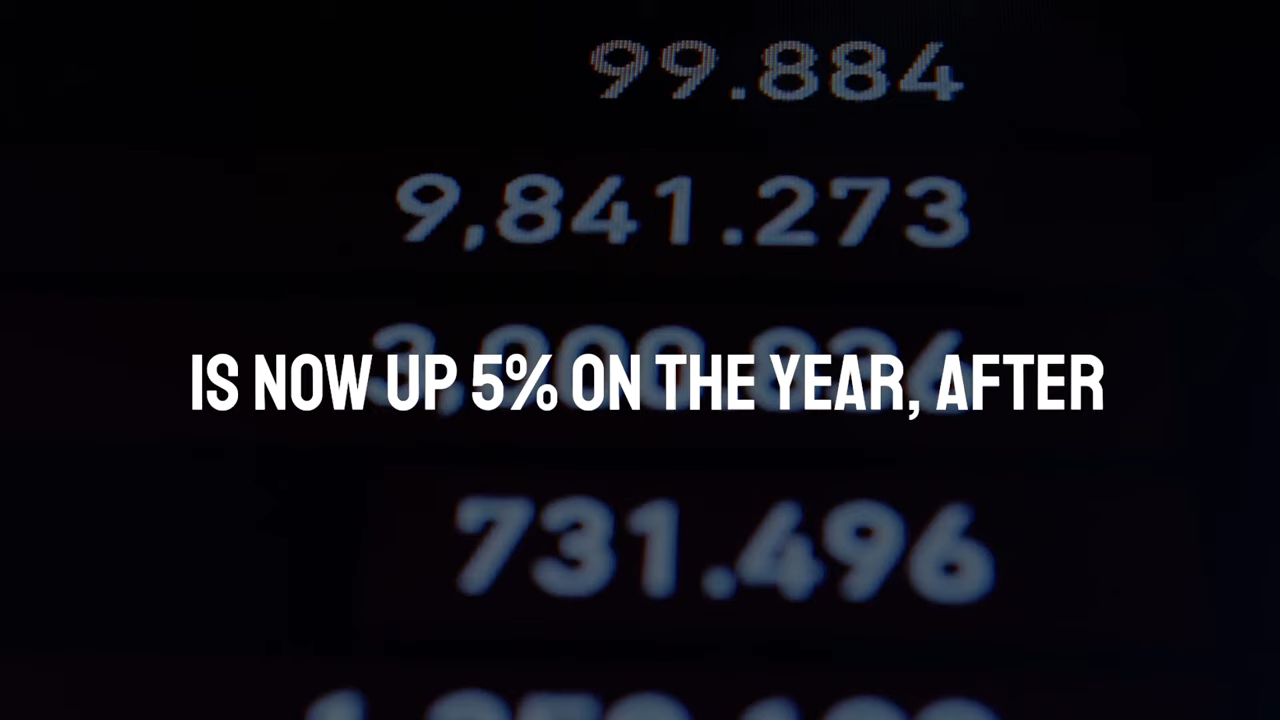 99.884
9,841.273
IS NOW UP 5% ON THE YEAR, AFTER
731.496